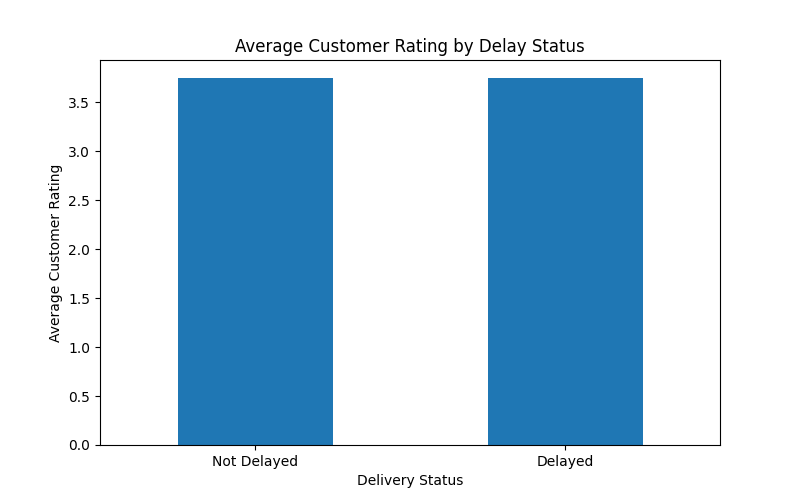 Average Customer Rating by Delay Status
Average Customer Rating
3.5
3.0
2.5
2.0
1.5
1.0
0.5
0.0
Not Delayed
Delayed
Delivery Status